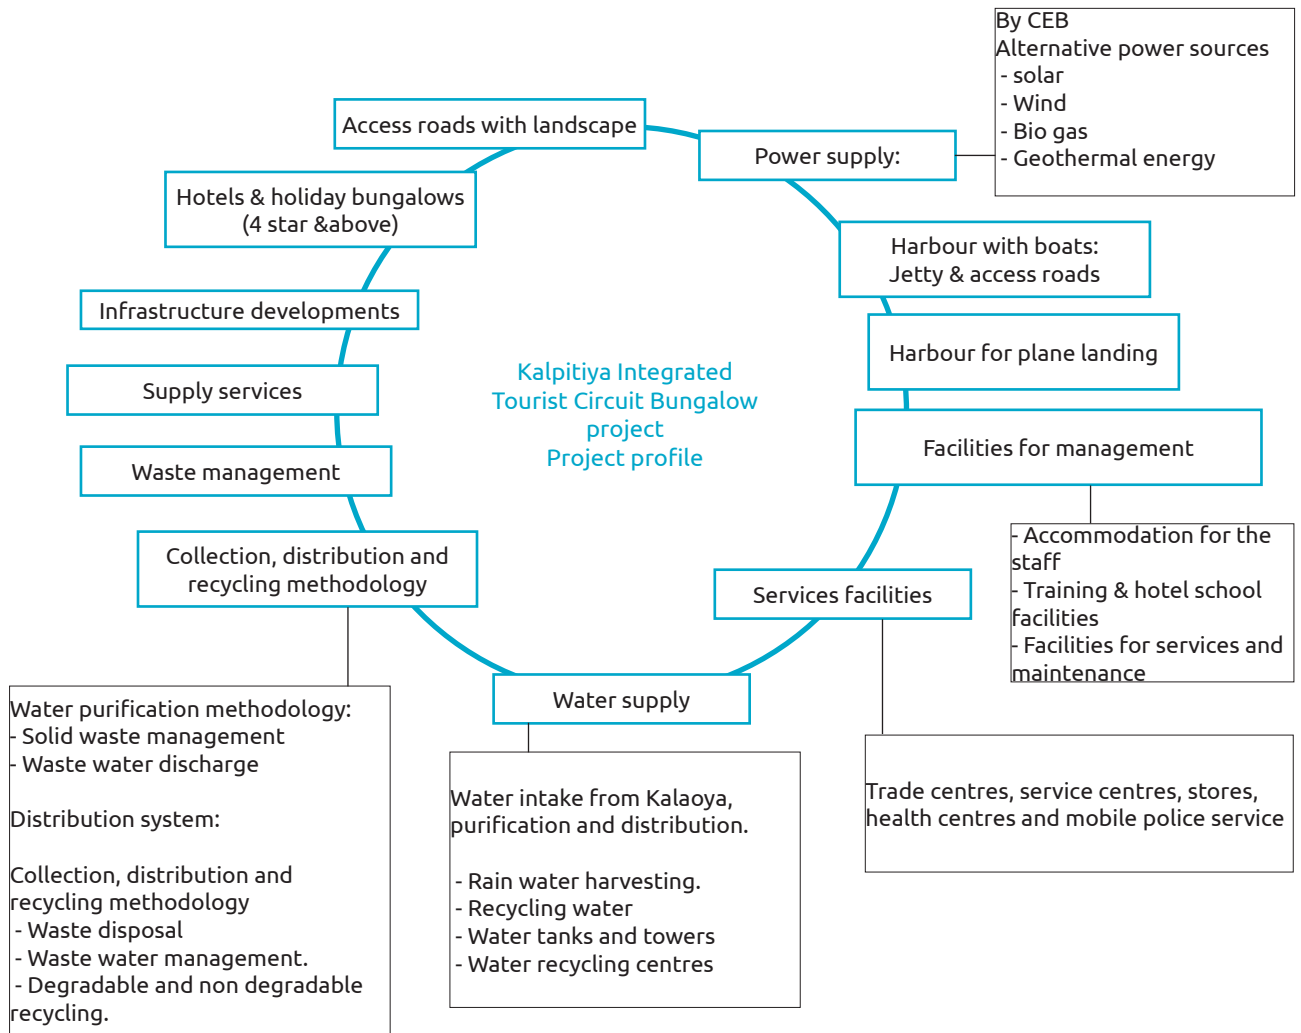 By CEB
Alternative power sources
- solar
- Wind
- Bio gas
- Geothermal energy
Access roads with landscape
Power supply:
Hotels & holiday bungalows
(4 star &above)
Harbour with boats:
Jetty & access roads
Infrastructure developments
Harbour for plane landing
Supply services
Kalpitiya Integrated
Tourist Circuit Bungalow
project
Project profile
Facilities for management
Waste management
- Accommodation for the
staff
- Training & hotel school
facilities
- Facilities for services and
maintenance
Collection, distribution and
recycling methodology
Services facilities
Water supply
Water purification methodology:
- Solid waste management
- Waste water discharge
Distribution system:
Collection, distribution and
recycling methodology
- Waste disposal
- Waste water management.
- Degradable and non degradable
recycling.
Water intake from Kalaoya,
purification and distribution.
- Rain water harvesting.
- Recycling water
- Water tanks and towers
- Water recycling centres
Trade centres, service centres, stores,
health centres and mobile police service